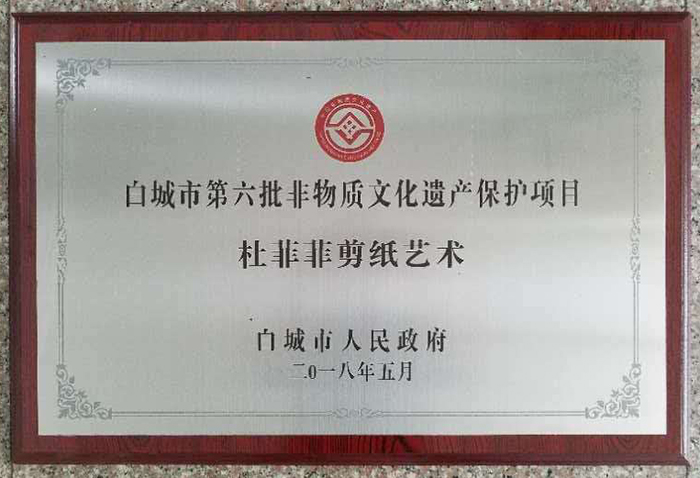 白城市第六批非物质文化遗产保护项目
杜菲菲剪纸艺术
白城市人民政府
二0一八年五月